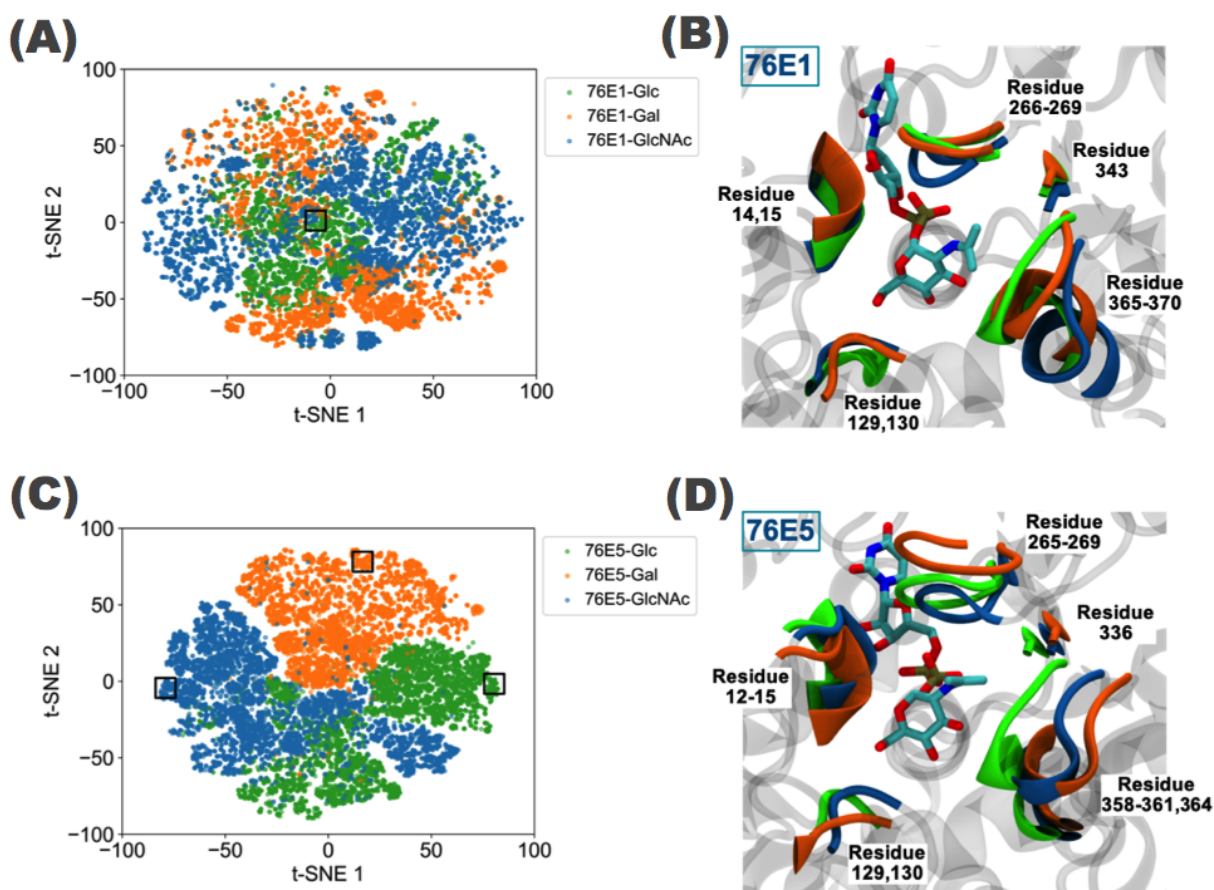 (A)
100
50
0
−50
−100
−100
−50
0
50
100
t-SNE 2
t-SNE 1
76E1-Glc
76E1-Gal
76E1-GlcNAc
(B)
76E1
Residue
266-269
Residue
343
Residue
14,15
Residue
365-370
Residue
129,130
(C)
100
50
0
−50
−100
−100
−50
0
50
100
t-SNE 2
t-SNE 1
76E5-Glc
76E5-Gal
76E5-GlcNAc
(D)
76E5
Residue
265-269
Residue
336
Residue
12-15
Residue
358-361,364
Residue
129,130